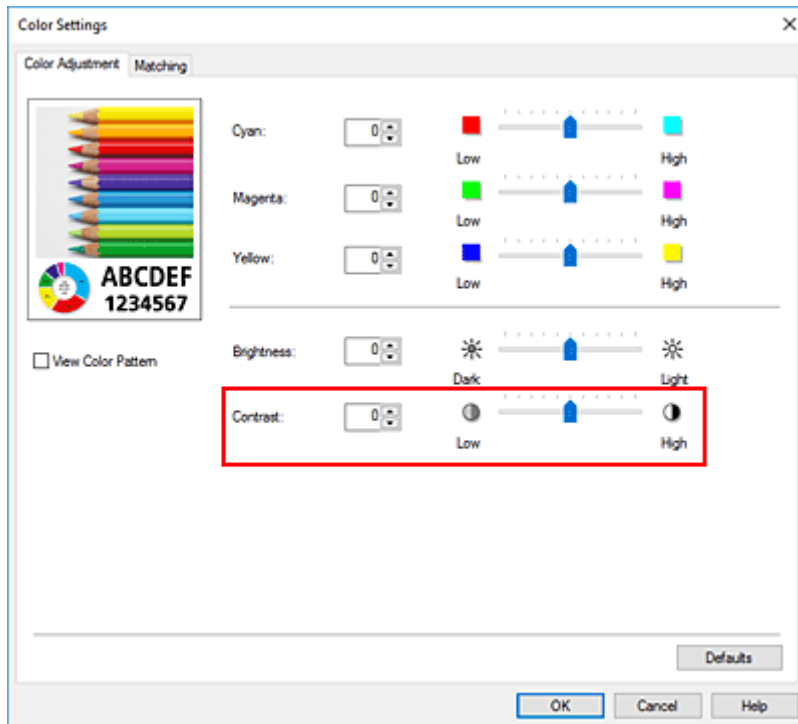 Color Settings
Color Adjustment Matching
Cyan: 0
Low High
Magenta: 0
Low High
Yellow: 0
Low High
ABCDEF
1234567
View Color Pattern
Brightness: 0
Dark Light
Contrast: 0
Low High
Defaults
OK Cancel Help